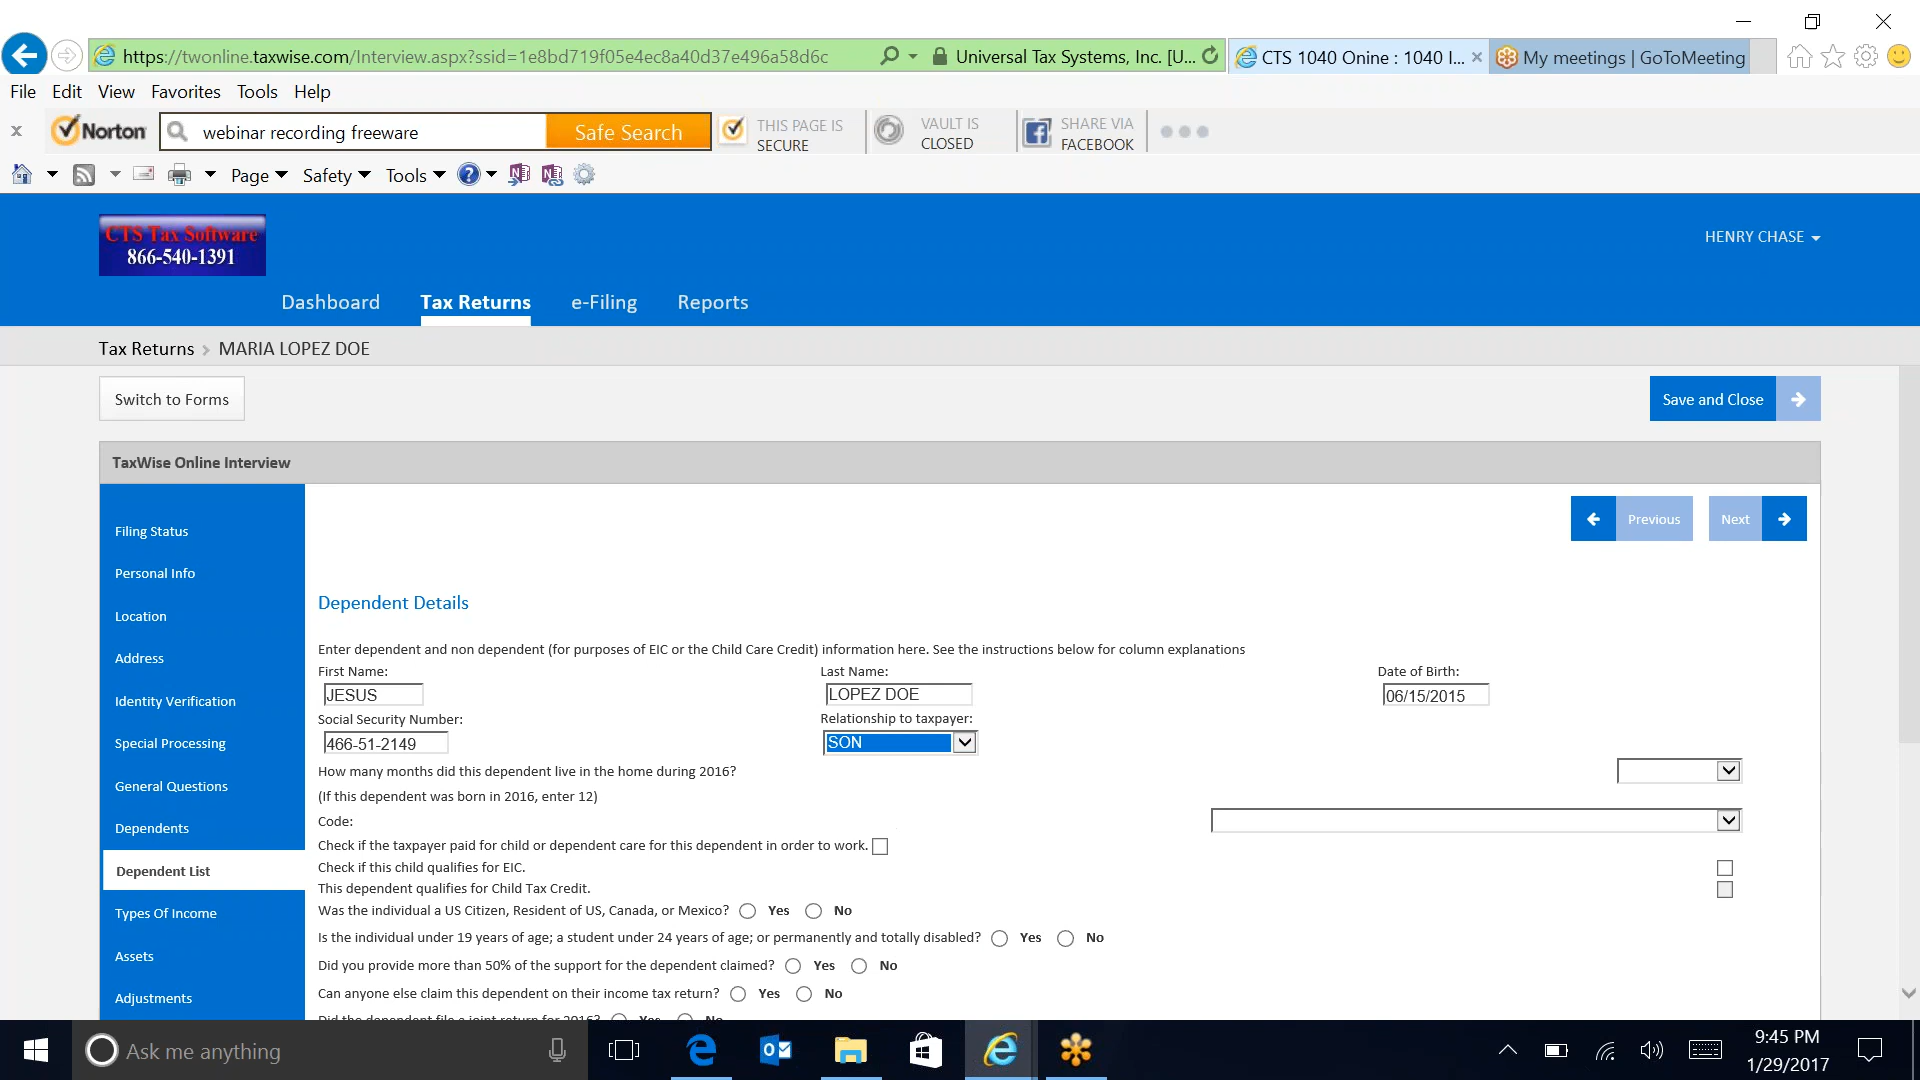 https://twonline.taxwise.com/Interview.aspx?ssid=1e8bd719f05e4ec8a40d37e496a58d6c
Universal Tax Systems, Inc. [U...
CTS 1040 Onine : 1040 I...
My meetings | GoToMeeting
File Edit View Favorites Tools Help
x Norton webinar recording freeware Safe Search THIS PAGE IS SECURE VAULT IS CLOSED SHARE VIA FACEBOOK
Page Safety Tools
CTS Tax Software
866-540-1391
HENRY CHASE
Dashboard Tax Returns e-Filing Reports
Tax Returns > MARIA LOPEZ DOE
Switch to Forms Save and Close
TaxWise Online Interview
Filing Status
Personal Info
Location
Address
Identity Verification
Special Processing
General Questions
Dependents
Dependent List
Types Of Income
Assets
Adjustments
Previous Next
Dependent Details
Enter dependent and non dependent (for purposes of EIC or the Child Care Credit) information here. See the instructions below for column explanations
First Name: Last Name: Date of Birth:
JESUS LOPEZ DOE 06/15/2015
Social Security Number: Relationship to taxpayer:
466-51-2149 SON
How many months did this dependent live in the home during 2016?
(If this dependent was born in 2016, enter 12)
Code:
Check if the taxpayer paid for child or dependent care for this dependent in order to work.
Check if this child qualifies for EIC.
This dependent qualifies for Child Tax Credit.
Was the individual a US Citizen, Resident of US, Canada, or Mexico? Yes No
Is the individual under 19 years of age; a student under 24 years of age; or permanently and totally disabled? Yes No
Did you provide more than 50% of the support for the dependent claimed? Yes No
Can anyone else claim this dependent on their income tax return? Yes No
Did the dependent file a joint return for 2016? Yes No
Ask me anything
9:45 PM
1/29/2017